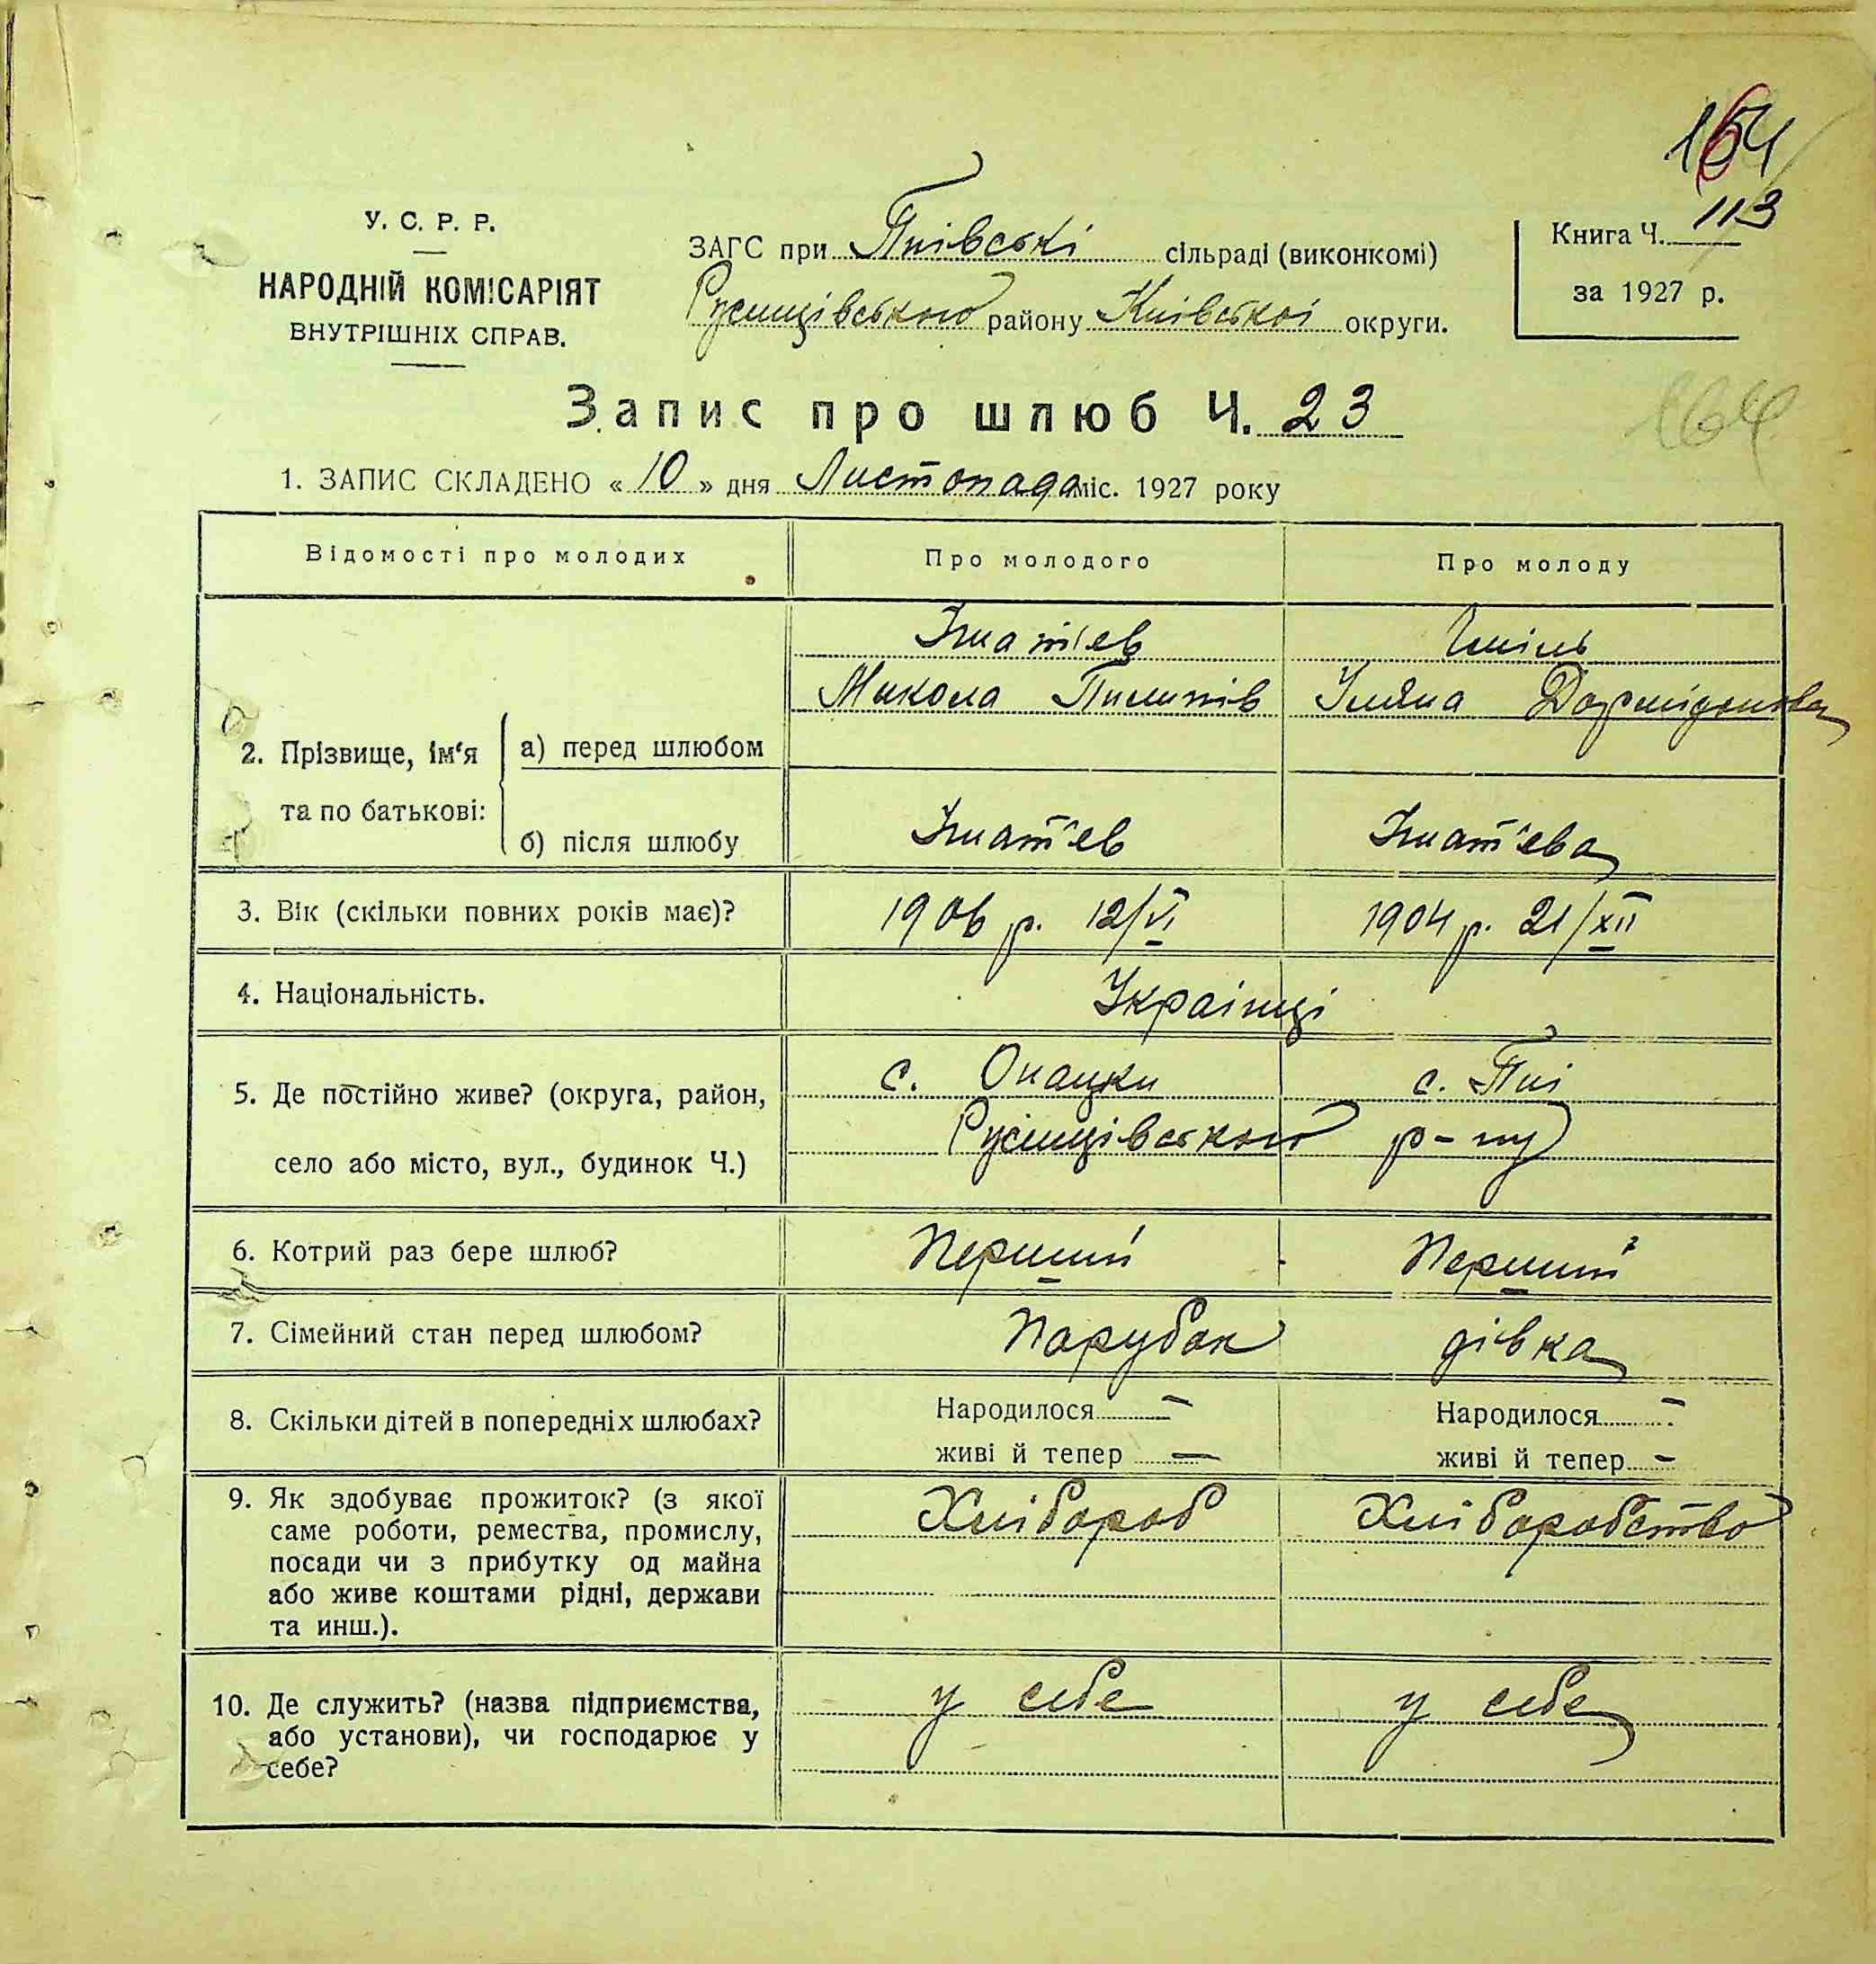 154
113
У. С. Р. Р.
НАРОДНІЙ КОМІСАРІЯТ
ВНУТРІШНІХ СПРАВ.
ЗАГС при Пнівські сільраді (виконкомі)
району Київської округи.
Книга Ч.
за 1927 р.
Запис про шлюб Ч. 23
164
1. ЗАПИС СКЛАДЕНО « 10 » дня Листопада міс. 1927 року
Відомості про молодих Про молодого Про молоду
2. Прізвище, ім'я та по батькові:
а) перед шлюбом
Ігнатієв
Микола Пилипів
Уляна
б) після шлюбу
Ігнат'єв Ігнат'єва
3. Вік (скільки повних років має)? 1906 р. 12/VI 1904 р. 21/XII
4. Національність. Українці
5. Де постійно живе? (округа, район,
село або місто, вул., будинок Ч.)
с. Опачки с. Пнї
р-ну
6. Котрий раз бере шлюб? Перший Перший
7. Сімейний стан перед шлюбом? Парубок дівка
8. Скільки дітей в попередніх шлюбах? Народилося — Народилося —
живі й тепер — живі й тепер —
9. Як здобуває прожиток? (з якої
саме роботи, ремества, промислу,
посади чи з прибутку од майна
або живе коштами рідні, держави
та инш.).
Хлібороб Хліборобство
10. Де служить? (назва підприємства,
або установи), чи господарює у
себе?
у себе у себе